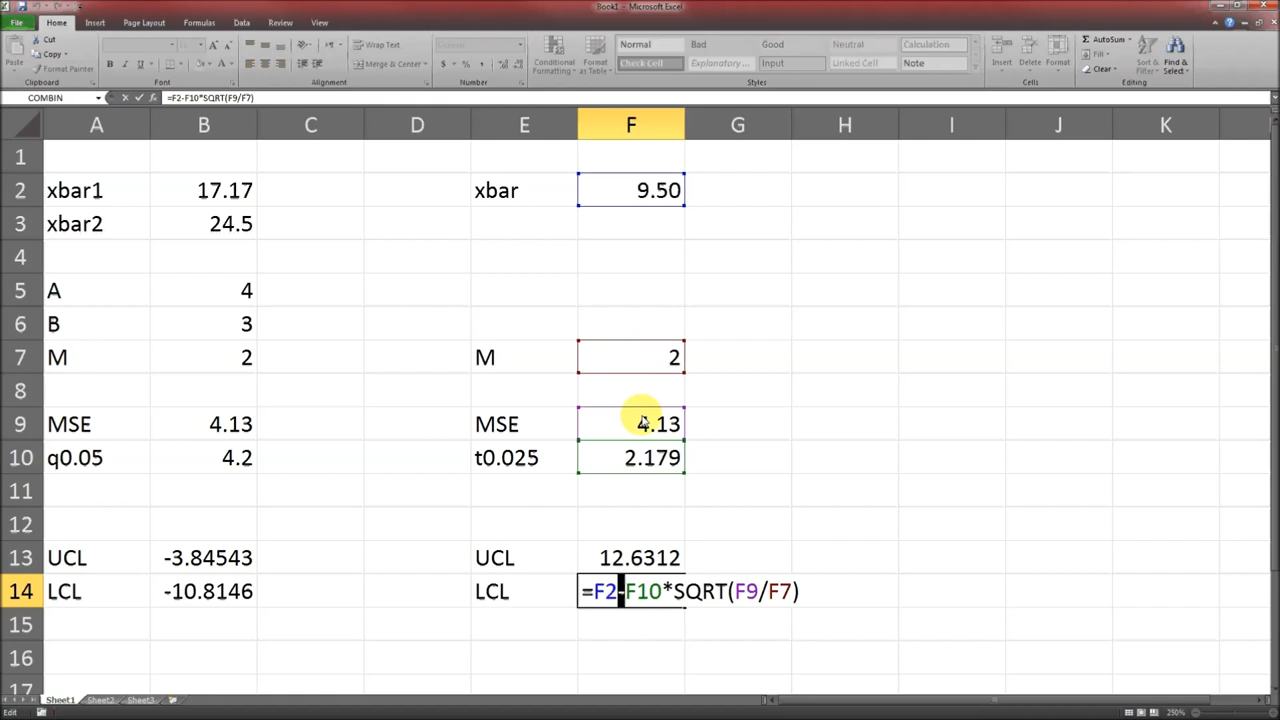 Book1 - Microsoft Excel
File Home Insert Page Layout Formulas Data Review View
Cut
Copy
Format Painter
Paste
Wrap Text
Merge & Center
General
Conditional Formatting
Format as Table
Normal Bad Good Neutral Calculation
Check Cell Explanatory... Input Linked Cell Note
Insert Delete Format
AutoSum
Fill
Clear
Sort & Filter
Find & Select
Clipboard Font Alignment Number Styles Cells Editing
COMBIN =F2-F10*SQRT(F9/F7)
A B C D E F G H I J K
1
2 xbar1 17.17 xbar 9.50
3 xbar2 24.5
4
5 A 4
6 B 3
7 M 2 M 2
8
9 MSE 4.13 MSE 4.13
10 q0.05 4.2 t0.025 2.179
11
12
13 UCL -3.84543 UCL 12.6312
14 LCL -10.8146 LCL =F2-F10*SQRT(F9/F7)
15
16
17
Sheet1 Sheet2 Sheet3
Edit 250%